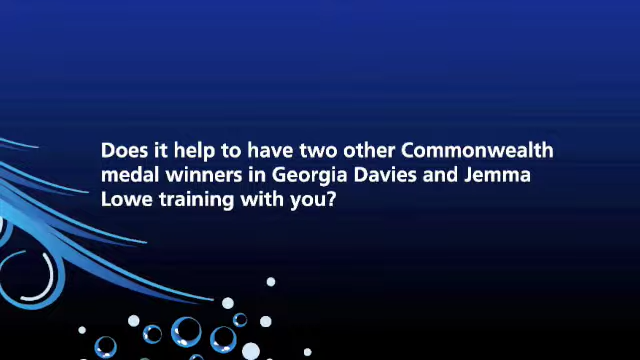 Does it help to have two other Commonwealth
medal winners in Georgia Davies and Jemma
Lowe training with you?